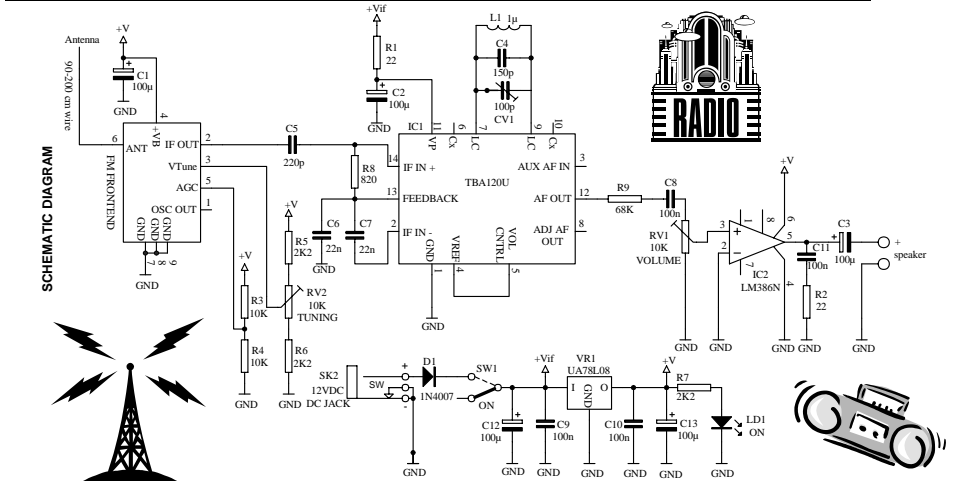 SCHEMATIC DIAGRAM
Antenna
90-200 cm wire
+V
C1
100µ
GND
6
ANT
FM FRONTEND
4
+VB
IF OUT
2
VTune
3
AGC
5
OSC OUT
1
GND
GND
GND
7
8
9
GND
C5
220p
R3
10K
R4
10K
GND
+V
R5
2K2
RV2
10K
TUNING
R6
2K2
GND
+Vif
R1
22
C2
100µ
GND
L1 1µ
C4
150p
100p
CV1
IC1
11
VP
6
Cx
7
LC
9
LC
10
Cx
TBA120U
14
IF IN +
R8
820
13
FEEDBACK
2
IF IN -
C6
22n
C7
22n
GND
GND
1
VREF
4
VOL
CNTRL
5
GND
AUX AF IN
3
AF OUT
12
ADJ AF
OUT
8
R9
68K
C8
100n
RV1
10K
VOLUME
GND
3
+
2
−
1
8
6
7
5
4
IC2
LM386N
+V
GND
GND
C11
100n
R2
22
GND
C3
100µ
+
speaker
GND
RADIO
SK2
12VDC
DC JACK
SW
+
-
D1
1N4007
SW1
ON
GND
+Vif
C12
100µ
GND
C9
100n
GND
VR1
UA78L08
I
GND
O
GND
C10
100n
GND
+V
C13
100µ
GND
R7
2K2
LD1
ON
GND